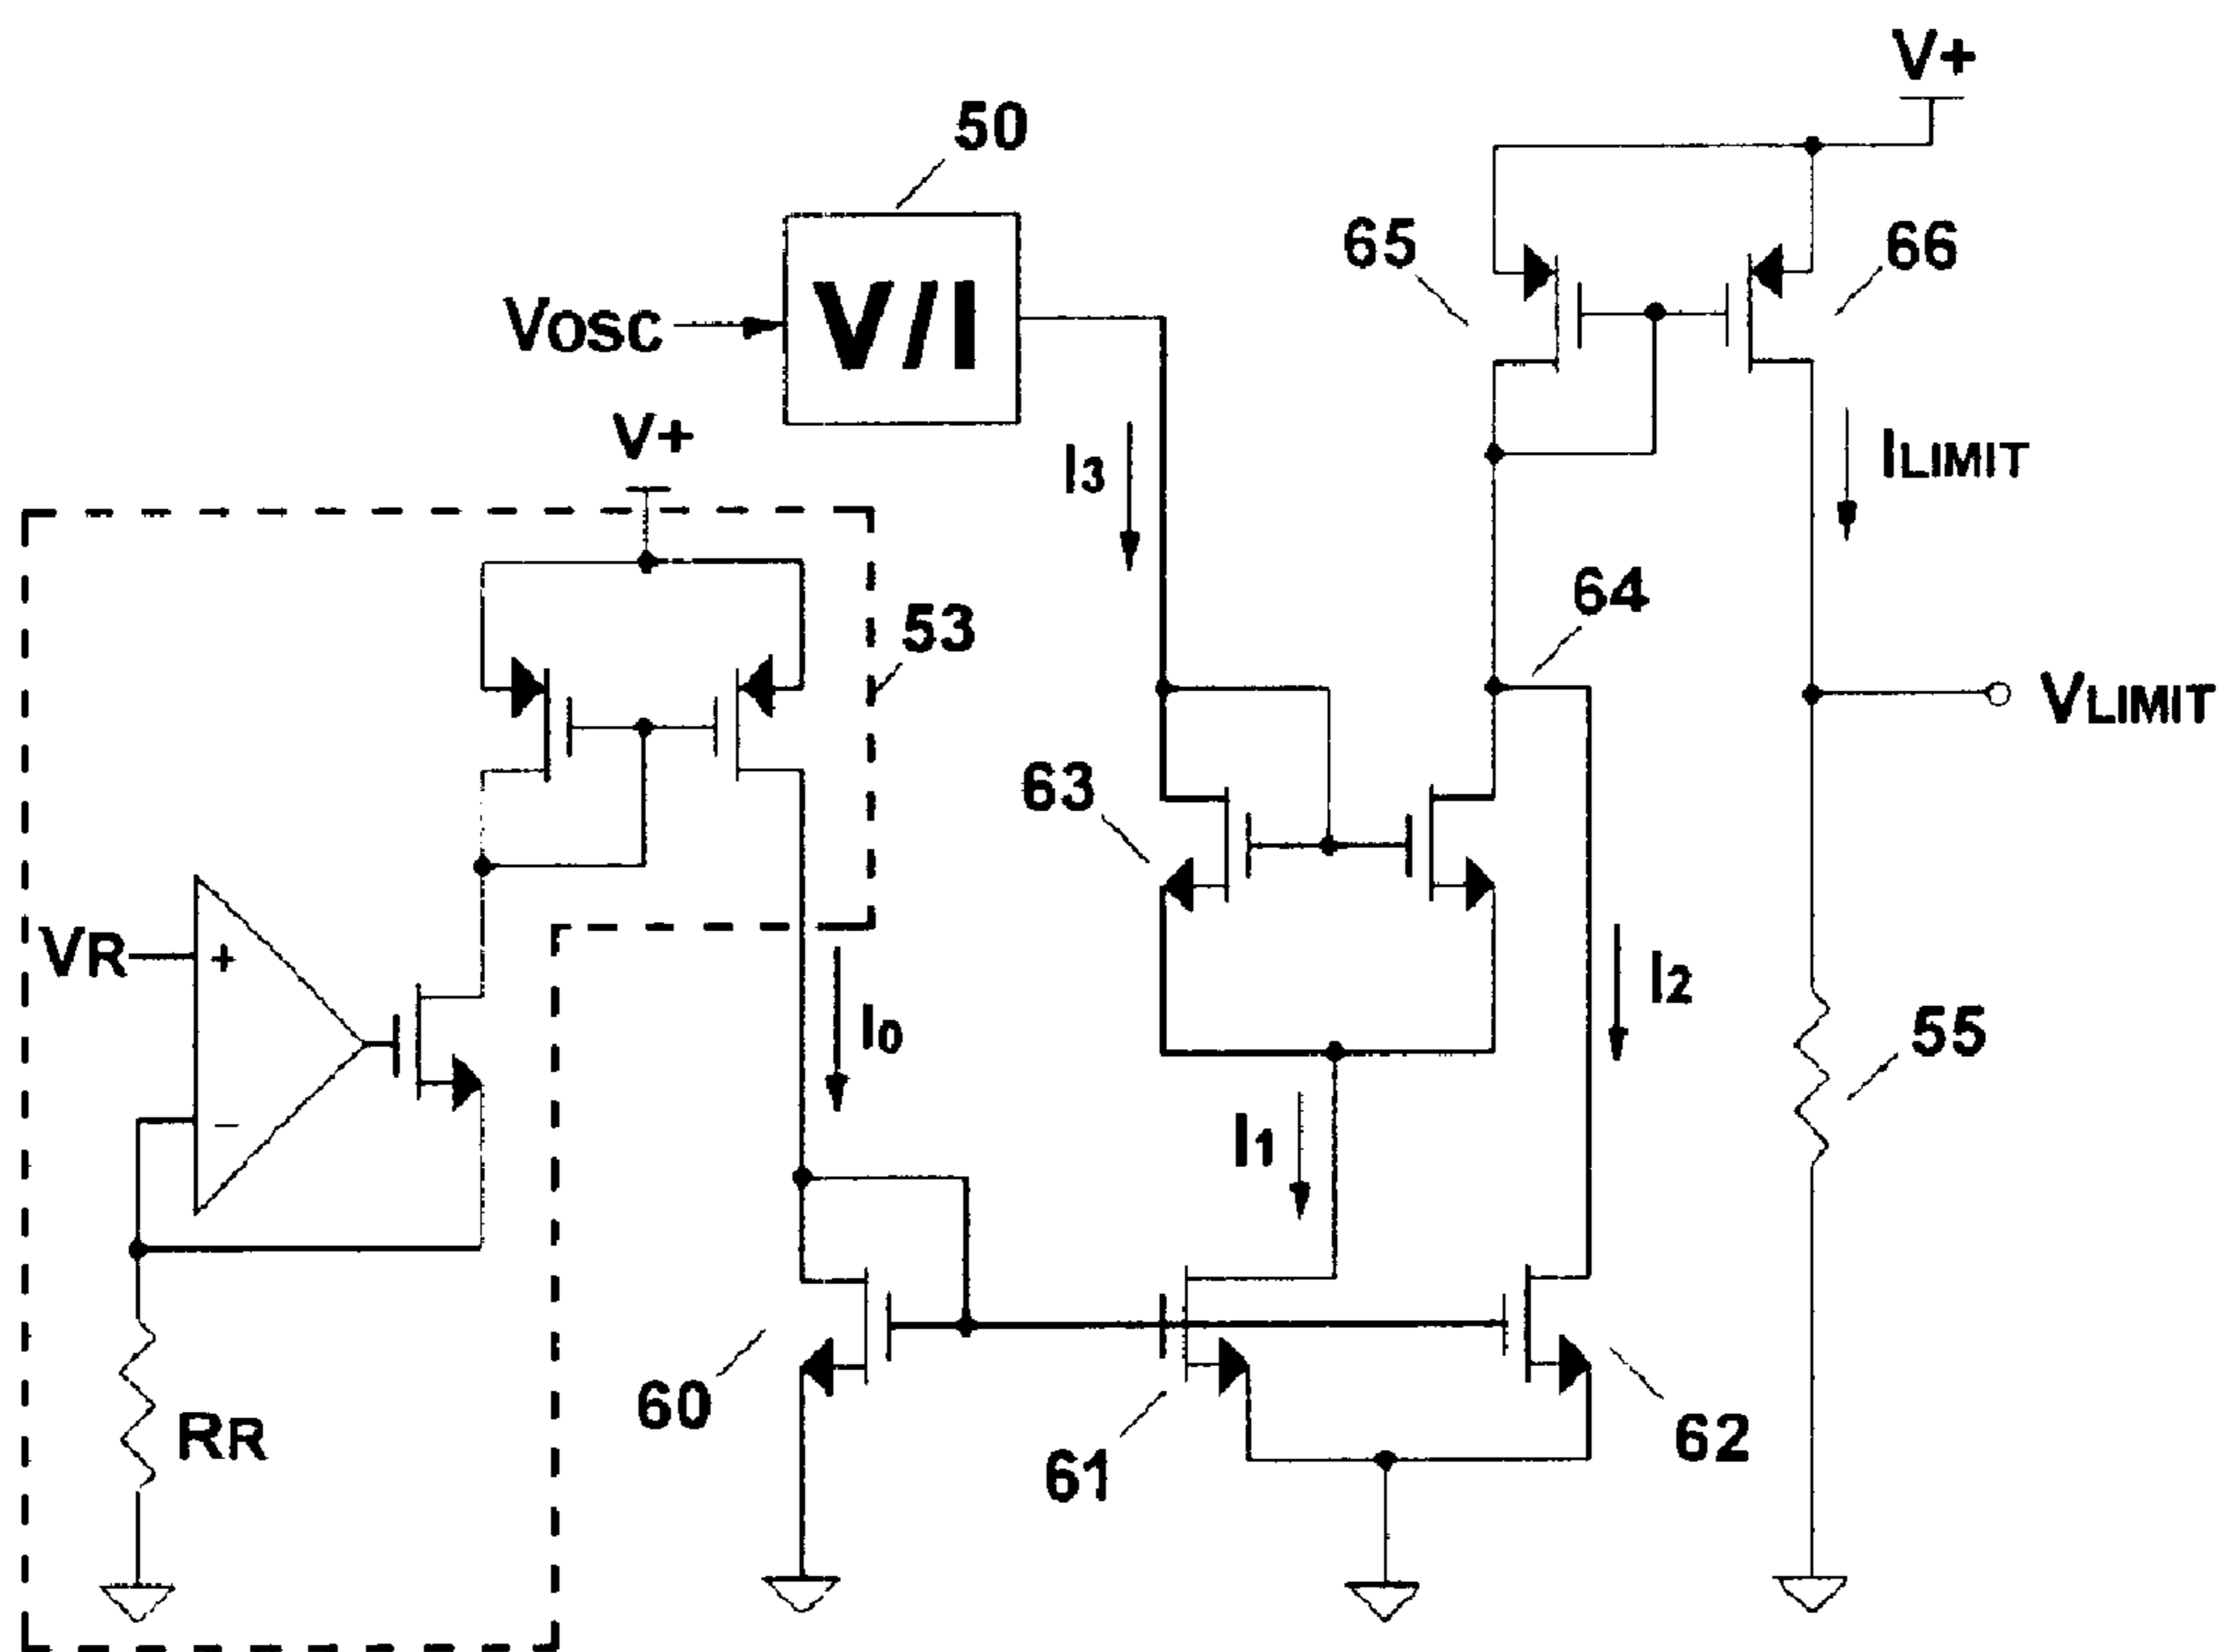 V+
50
65
66
VOSC
V/I
V+
I3
ILIMIT
64
53
VLIMIT
63
VR
+
I2
I0
55
I1
−
60
RR
61
62